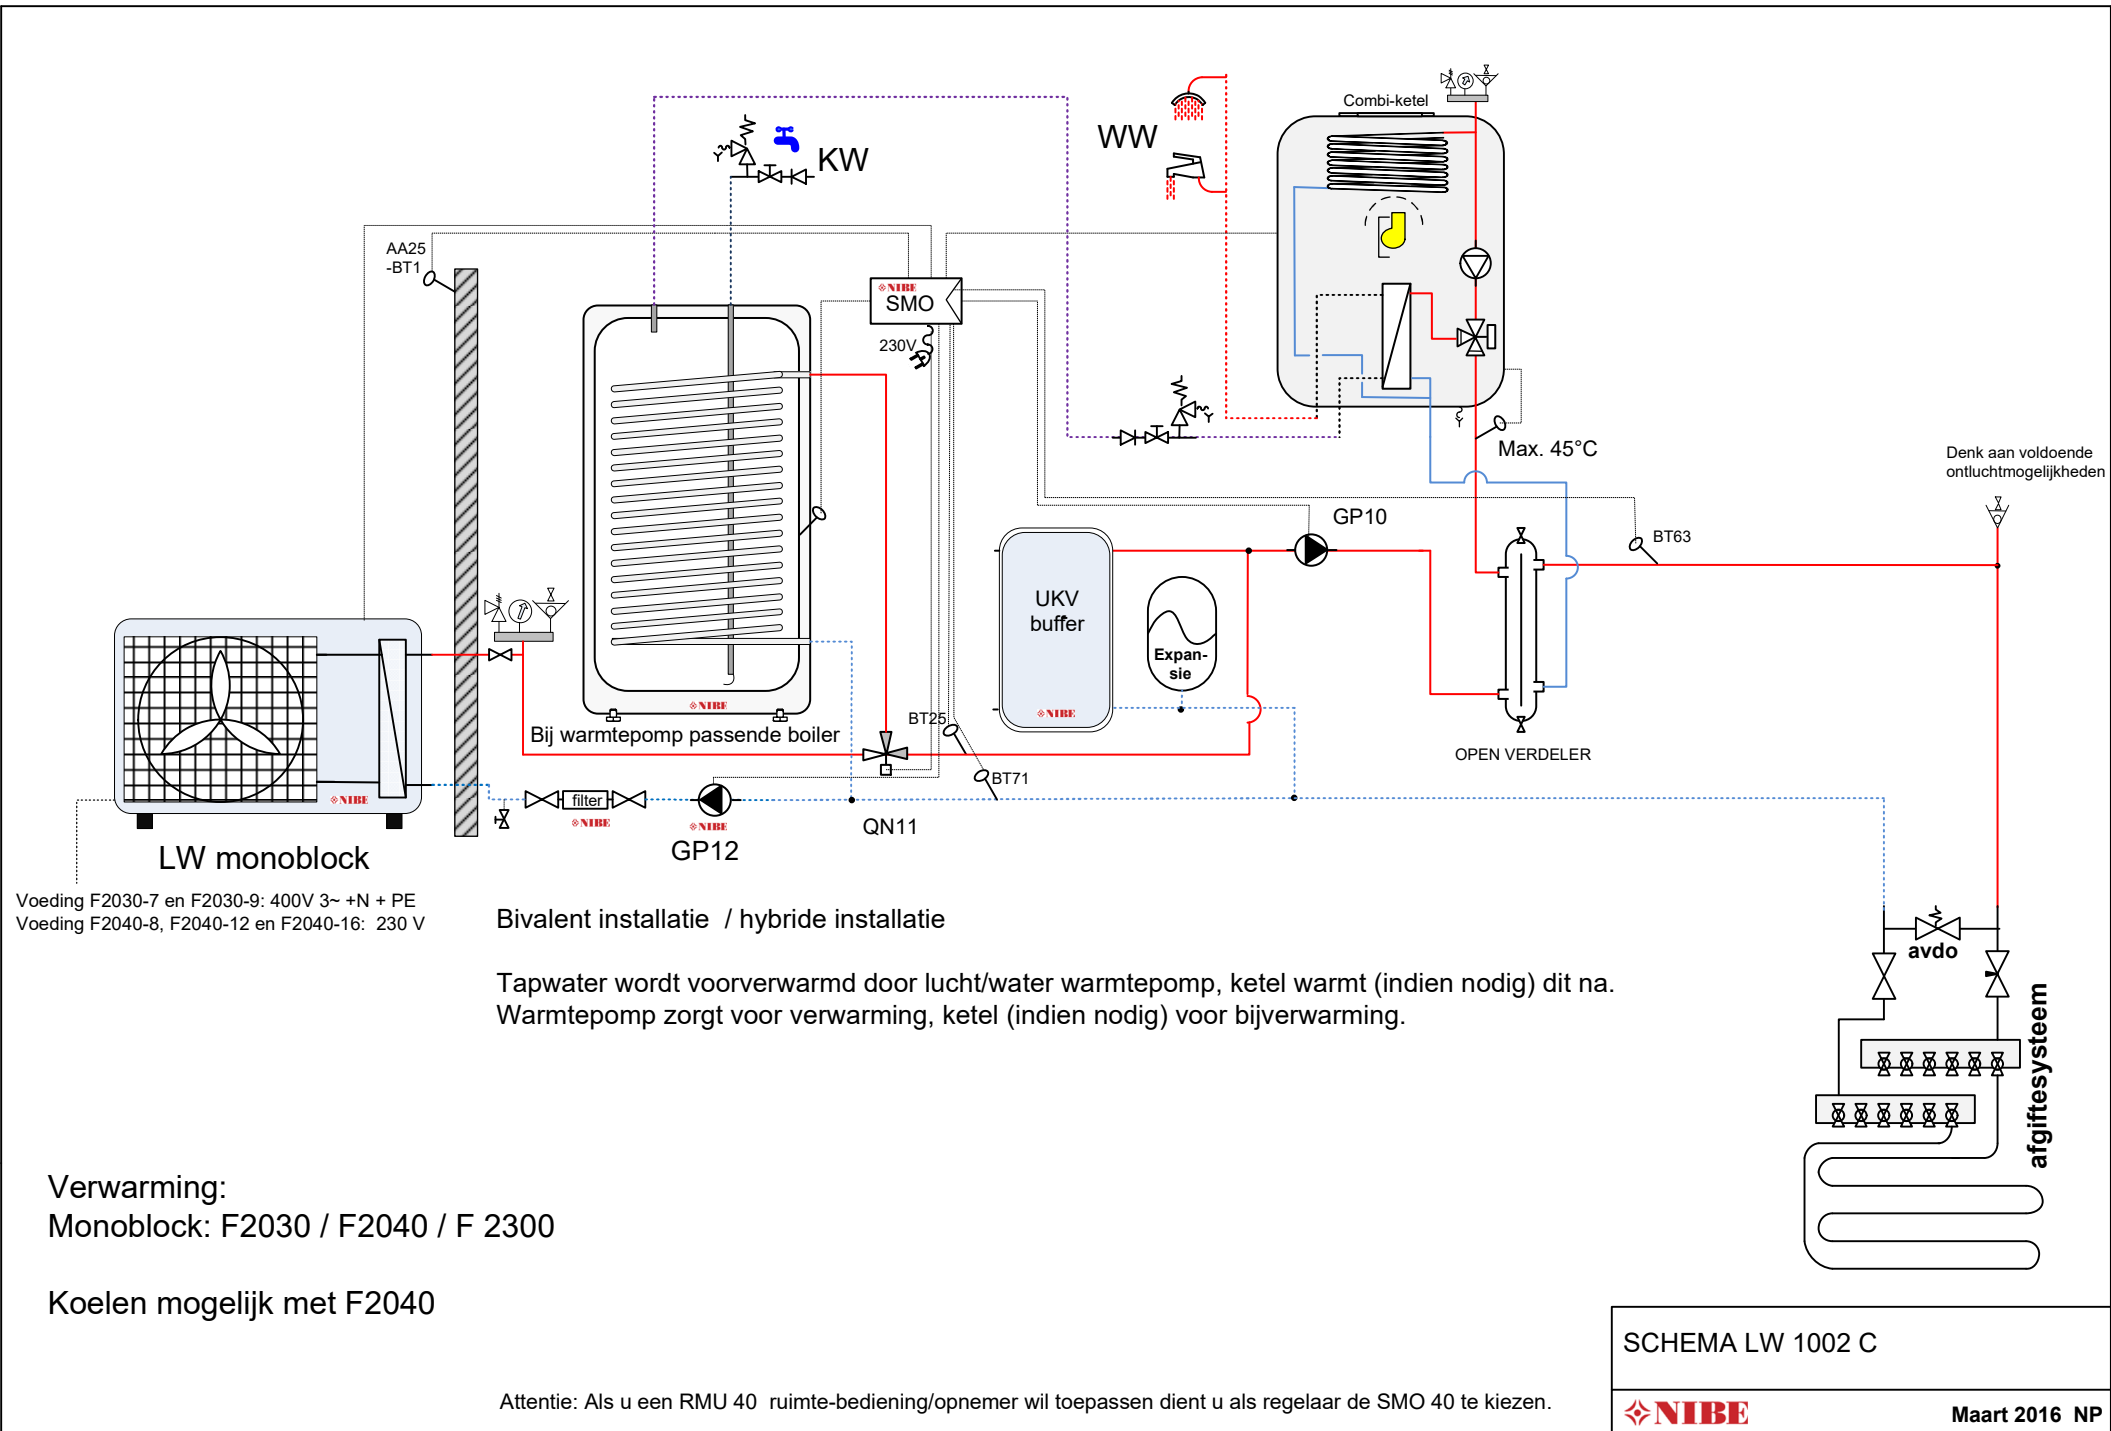 Combi-ketel
WW
KW
AA25
-BT1
NIBE
SMO
230V
Max. 45°C
Denk aan voldoende
ontluchtmogelijkheden
GP10
BT63
UKV
buffer
Expan-
sie
NIBE
NIBE
BT25
Bij warmtepomp passende boiler
OPEN VERDELER
BT71
NIBE
filter
NIBE
NIBE
QN11
GP12
LW monoblock
Voeding F2030-7 en F2030-9: 400V 3~ +N + PE
Voeding F2040-8, F2040-12 en F2040-16: 230 V
Bivalent installatie / hybride installatie
avdo
afgiftesysteem
Tapwater wordt voorverwarmd door lucht/water warmtepomp, ketel warmt (indien nodig) dit na.
Warmtepomp zorgt voor verwarming, ketel (indien nodig) voor bijverwarming.
Verwarming:
Monoblock: F2030 / F2040 / F 2300
Koelen mogelijk met F2040
SCHEMA LW 1002 C
Attentie: Als u een RMU 40 ruimte-bediening/opnemer wil toepassen dient u als regelaar de SMO 40 te kiezen.
NIBE
Maart 2016 NP